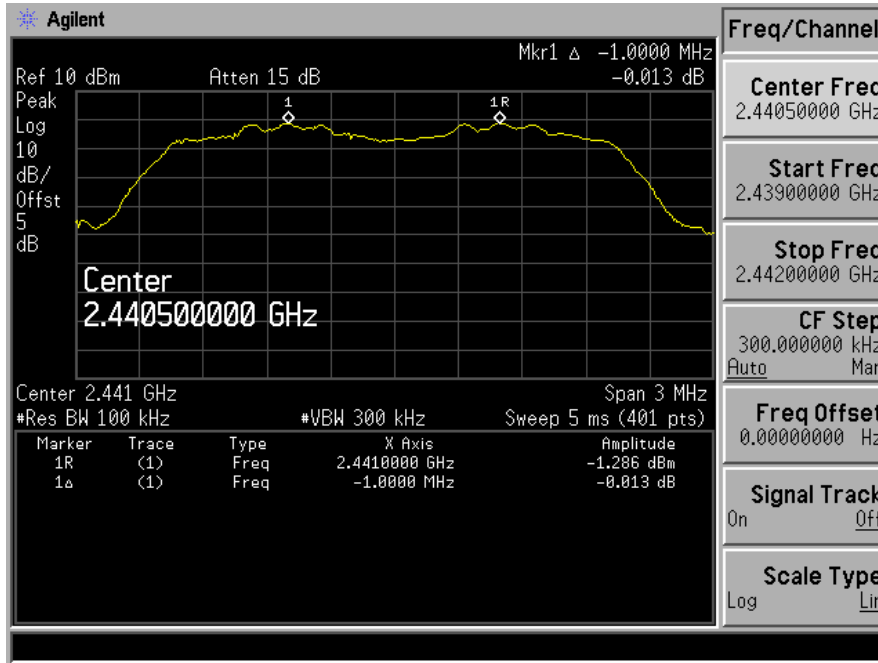 Agilent
Freq/Channel
Mkr1 Δ -1.0000 MHz
Ref 10 dBm Atten 15 dB -0.013 dB
Peak
Log
10
dB/
Offst
5
dB
1 1R
Center
2.440500000 GHz
Center 2.441 GHz Span 3 MHz
#Res BW 100 kHz #VBW 300 kHz Sweep 5 ms (401 pts)
Marker Trace Type X Axis Amplitude
1R (1) Freq 2.4410000 GHz -1.286 dBm
1Δ (1) Freq -1.0000 MHz -0.013 dB
Center Freq
2.44050000 GHz
Start Freq
2.43900000 GHz
Stop Freq
2.44200000 GHz
CF Step
300.000000 kHz
Auto Man
Freq Offset
0.00000000 Hz
Signal Track
On Off
Scale Type
Log Lin